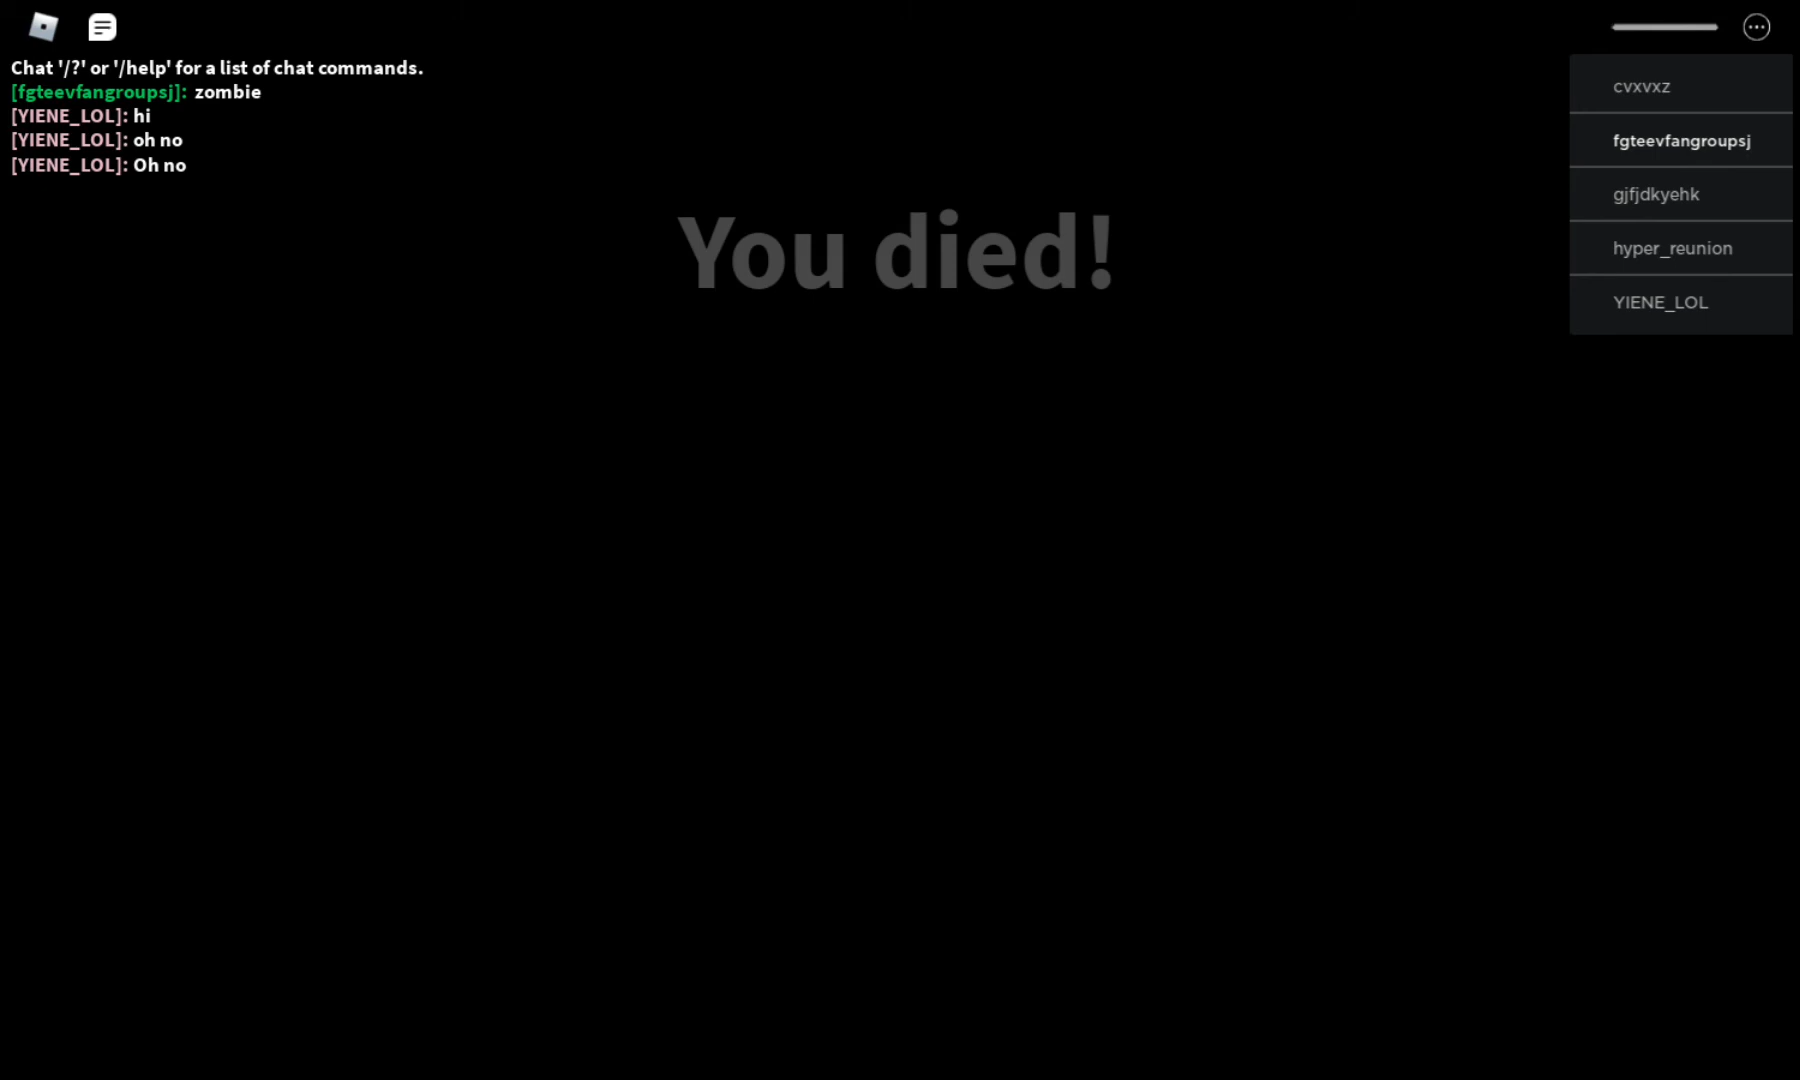 Chat '/?' or '/help' for a list of chat commands.
[fgteevfangroupsj]: zombie
[YIENE_LOL]: hi
[YIENE_LOL]: oh no
[YIENE_LOL]: Oh no
You died!
cvxvxz
fgteevfangroupsj
gjfjdkyehk
hyper_reunion
YIENE_LOL